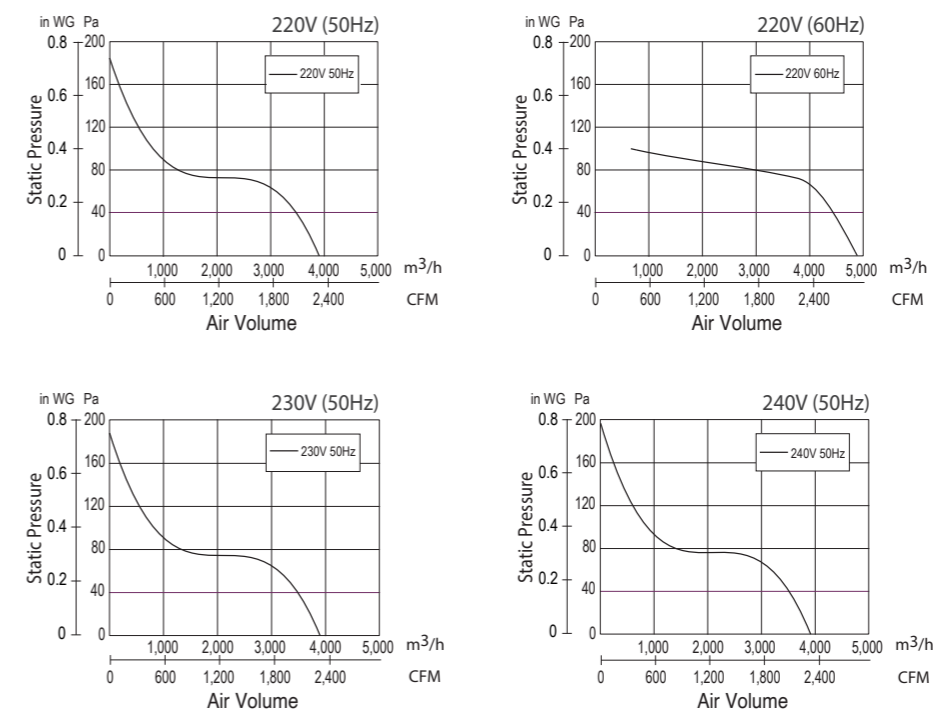 in WG Pa 220V (50Hz)
0.8 200
220V 50Hz
160
0.6
120
0.4
80
0.2
40
0 0
Static Pressure
1,000 2,000 3,000 4,000 5,000 m3/h
0 600 1,200 1,800 2,400 CFM
Air Volume
in WG Pa 220V (60Hz)
0.8 200
220V 60Hz
160
0.6
120
0.4
80
0.2
40
0 0
Static Pressure
1,000 2,000 3,000 4,000 5,000 m3/h
0 600 1,200 1,800 2,400 CFM
Air Volume
in WG Pa 230V (50Hz)
0.8 200
230V 50Hz
160
0.6
120
0.4
80
0.2
40
0 0
Static Pressure
1,000 2,000 3,000 4,000 5,000 m3/h
0 600 1,200 1,800 2,400 CFM
Air Volume
in WG Pa 240V (50Hz)
0.8 200
240V 50Hz
160
0.6
120
0.4
80
0.2
40
0 0
Static Pressure
1,000 2,000 3,000 4,000 5,000 m3/h
0 600 1,200 1,800 2,400 CFM
Air Volume